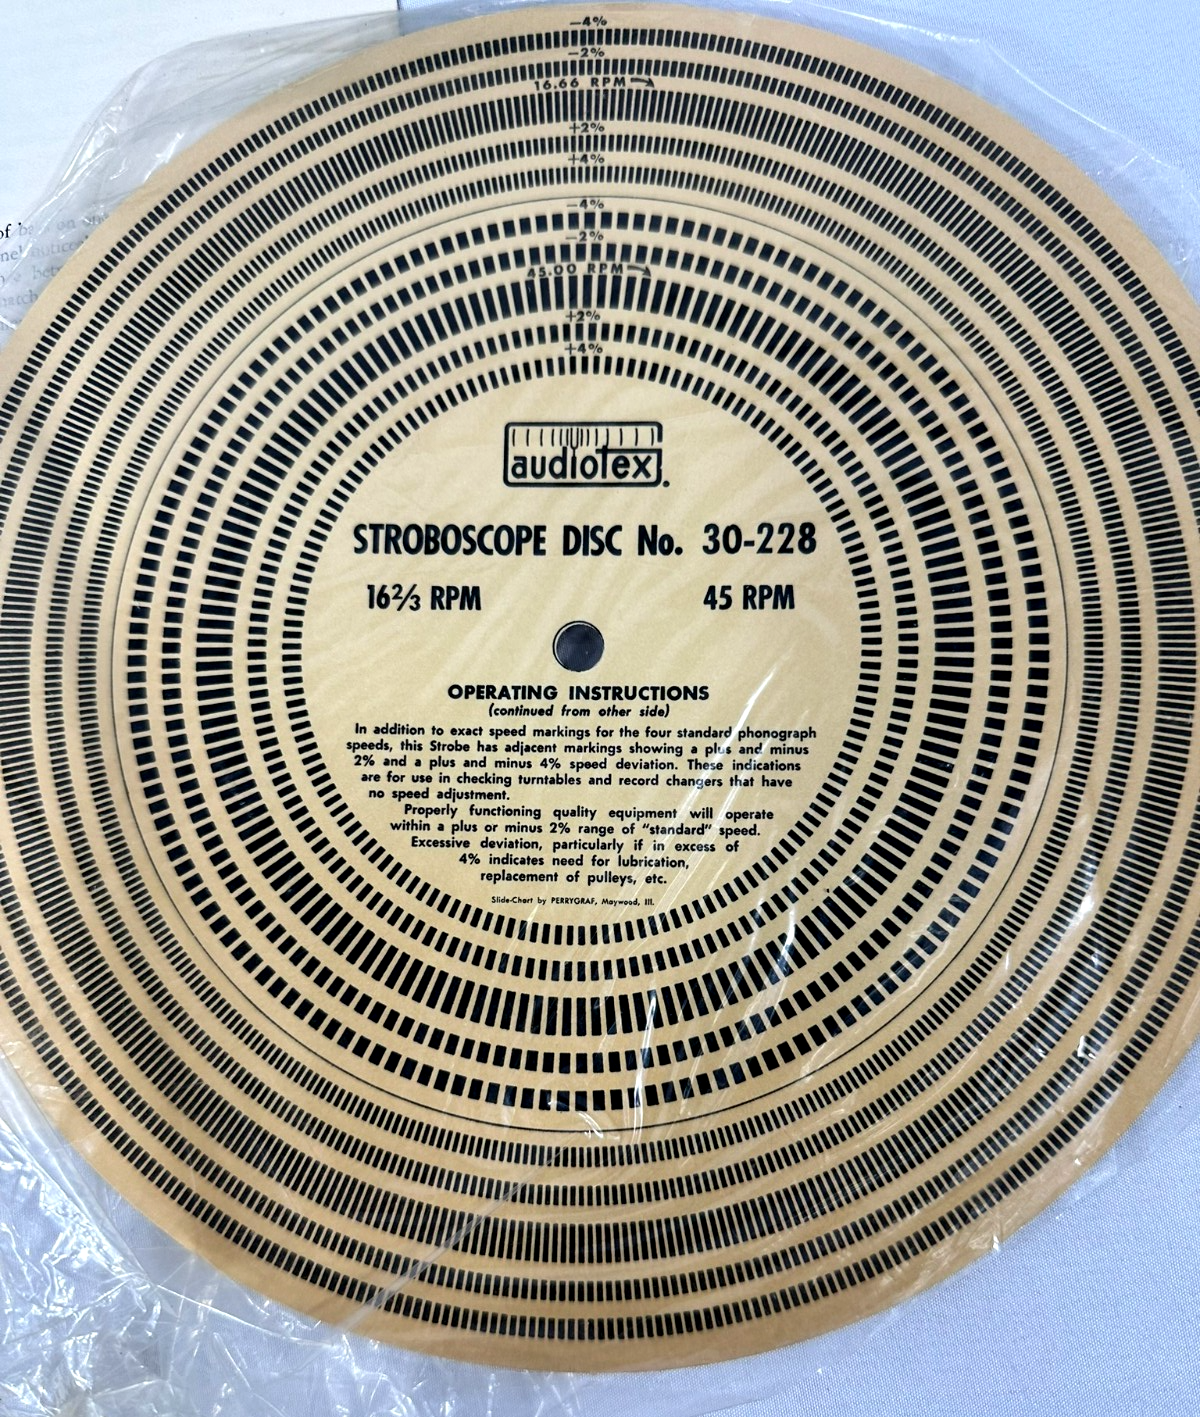 −4%
−2%
16.66 RPM
+2%
+4%
−4%
−2%
45.00 RPM
+2%
+4%
audiotex
STROBOSCOPE DISC No. 30-228
16⅔ RPM 45 RPM
OPERATING INSTRUCTIONS
(continued from other side)
In addition to exact speed markings for the four standard phonograph
speeds, this Strobe has adjacent markings showing a plus and minus
2% and a plus and minus 4% speed deviation. These indications
are for use in checking turntables and record changers that have
no speed adjustment.
Properly functioning quality equipment will operate
within a plus or minus 2% range of "standard" speed.
Excessive deviation, particularly if in excess of
4% indicates need for lubrication,
replacement of pulleys, etc.
Slide-Chart by PERRYGRAF, Maywood, Ill.
of